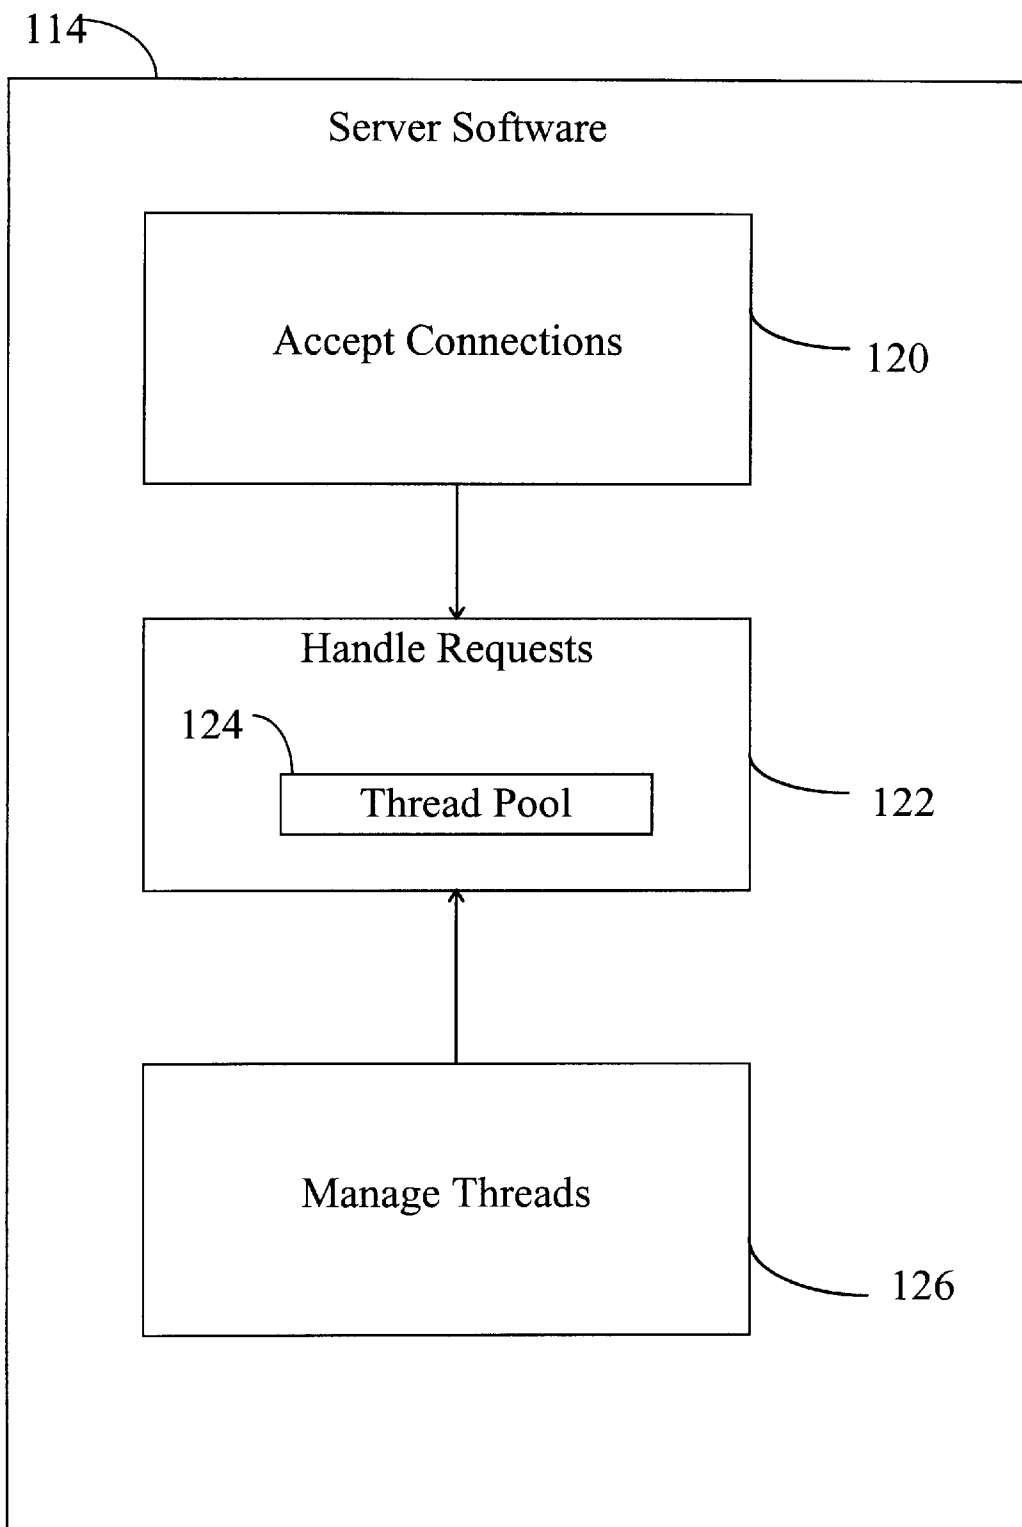 114
Server Software
Accept Connections
120
Handle Requests
124
Thread Pool
122
Manage Threads
126